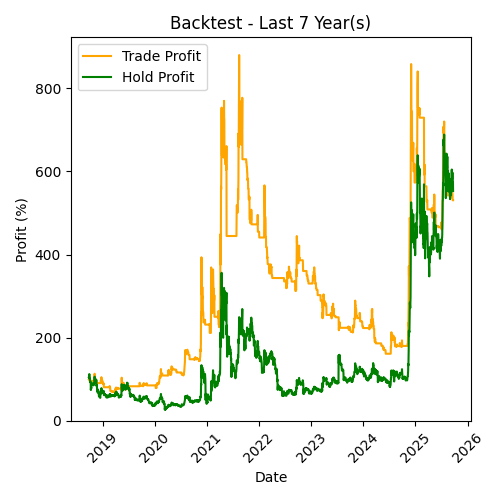 Backtest - Last 7 Year(s)
Trade Profit
Hold Profit
Profit (%)
800
600
400
200
0
2019 2020 2021 2022 2023 2024 2025 2026
Date